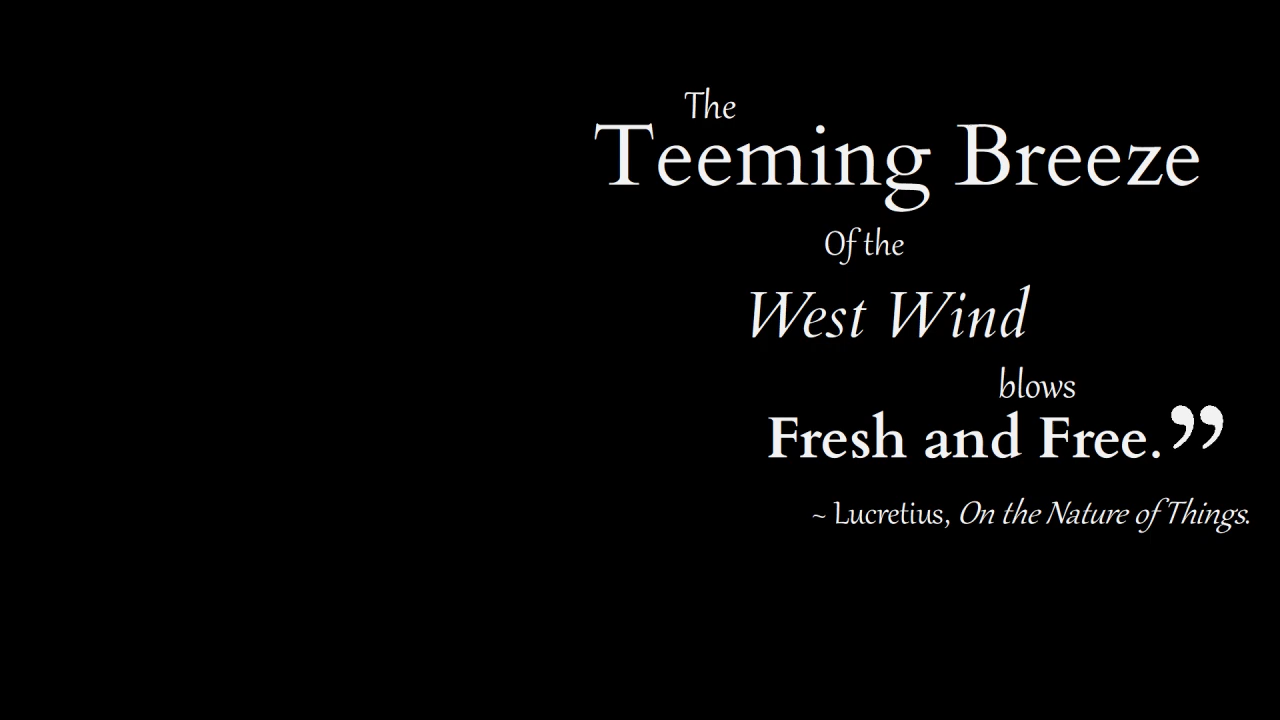 The
Teeming Breeze
Of the
West Wind
blows
Fresh and Free.”
~ Lucretius, On the Nature of Things.